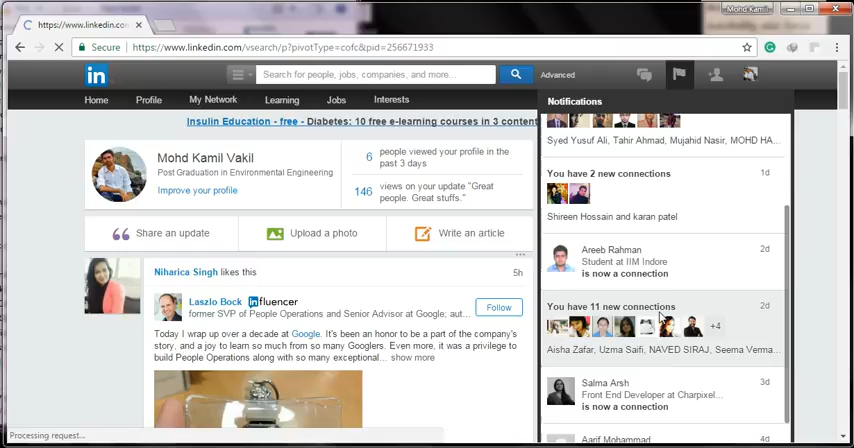 Mohd Kamil
https://www.linkedin.com/
Secure
https://www.linkedin.com/vsearch/p?pivotType=cofc&pid=256671933
in
Search for people, jobs, companies, and more...
Advanced
Home
Profile
My Network
Learning
Jobs
Interests
Insulin Education - free - Diabetes: 10 free e-learning courses in 3 content
Mohd Kamil Vakil
Post Graduation in Environmental Engineering
Improve your profile
6
people viewed your profile in the
past 3 days
146
views on your update "Great
people. Great stuffs."
Share an update
Upload a photo
Write an article
Niharica Singh likes this
5h
Laszlo Bock
influencer
former SVP of People Operations and Senior Advisor at Google; aut...
Follow
Today I wrap up over a decade at Google. It's been an honor to be a part of the company's
story, and a joy to learn so much from so many Googlers. Even more, it was a privilege to
build People Operations along with so many exceptional... show more
Notifications
Syed Yusuf Ali, Tahir Ahmad, Mujahid Nasir, MOHD HA...
You have 2 new connections
1d
Shireen Hossain and karan patel
Areeb Rahman
2d
Student at IIM Indore
is now a connection
You have 11 new connections
2d
+4
Aisha Zafar, Uzma Saifi, NAVED SIRAJ, Seema Verma...
Salma Arsh
3d
Front End Developer at Charpixel...
is now a connection
Aarif Mohammad
4d
Processing request...